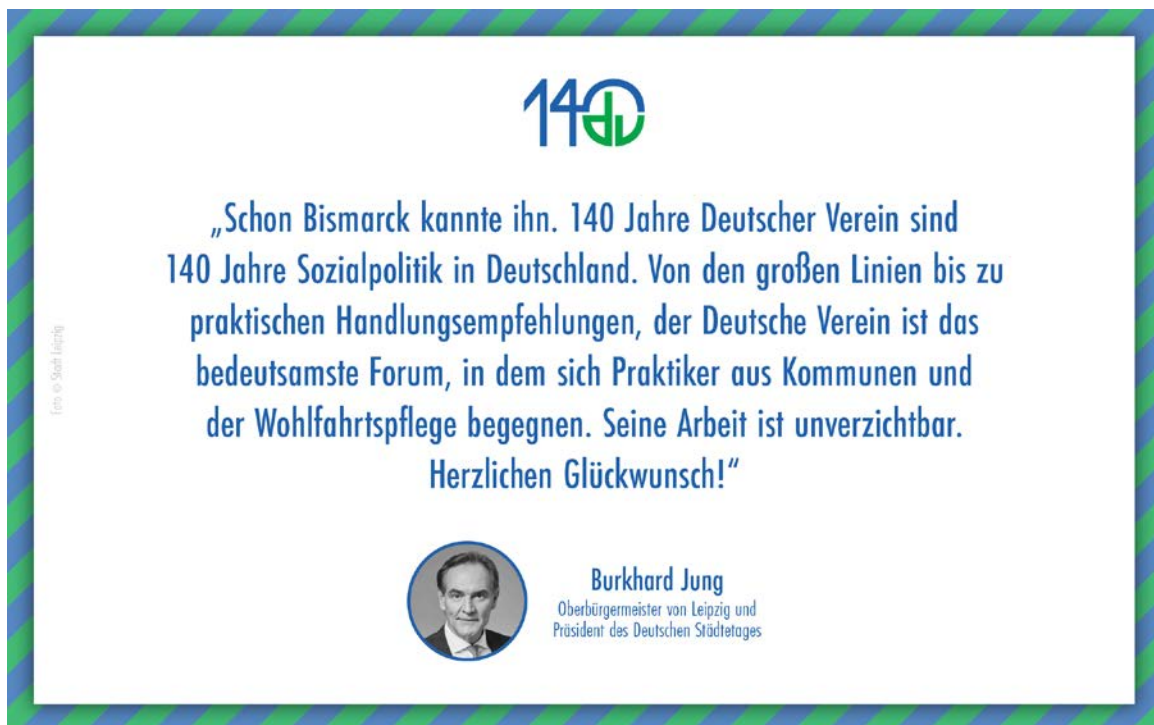 140
dv
„Schon Bismarck kannte ihn. 140 Jahre Deutscher Verein sind
140 Jahre Sozialpolitik in Deutschland. Von den großen Linien bis zu
praktischen Handlungsempfehlungen, der Deutsche Verein ist das
bedeutsamste Forum, in dem sich Praktiker aus Kommunen und
der Wohlfahrtspflege begegnen. Seine Arbeit ist unverzichtbar.
Herzlichen Glückwunsch!“
Foto © Stadt Leipzig
Burkhard Jung
Oberbürgermeister von Leipzig und
Präsident des Deutschen Städtetages